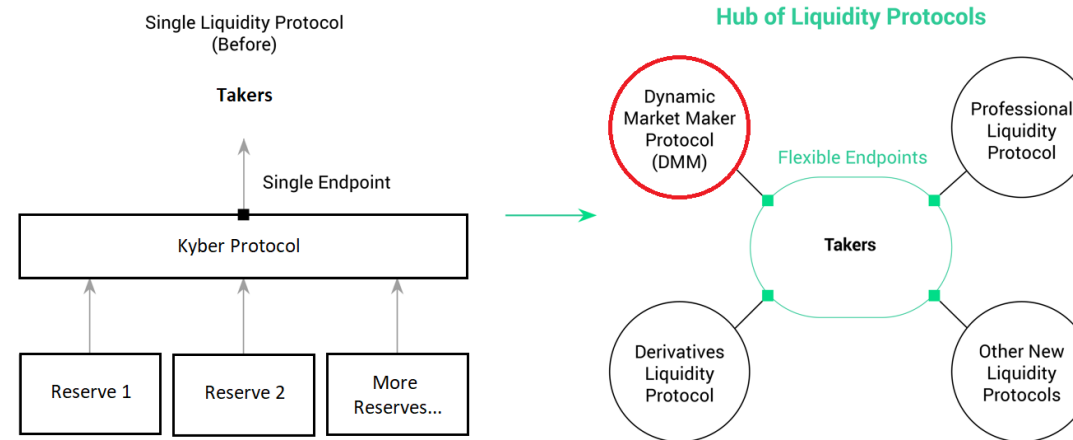 Single Liquidity Protocol
(Before)
Takers
Single Endpoint
Kyber Protocol
Reserve 1
Reserve 2
More
Reserves...
Hub of Liquidity Protocols
Dynamic
Market Maker
Protocol
(DMM)
Professional
Liquidity
Protocol
Flexible Endpoints
Takers
Derivatives
Liquidity
Protocol
Other New
Liquidity
Protocols